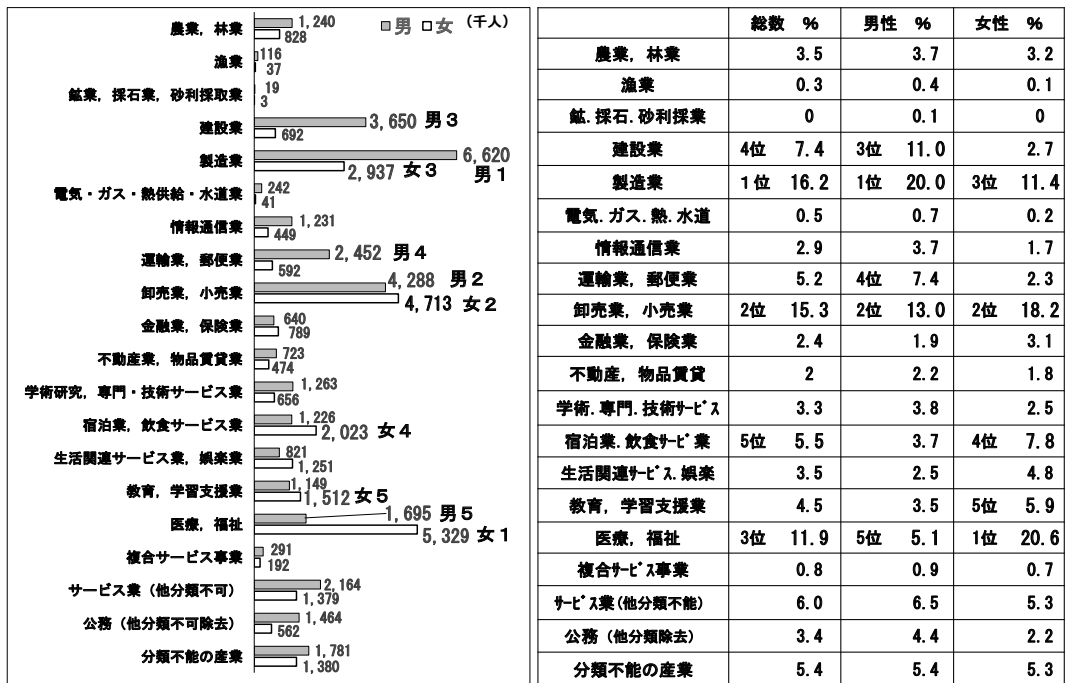 男 女 (千人)
農業，林業 1,240 828
漁業 116 37
鉱業，採石業，砂利採取業 19 3
建設業 3,650 男3 692
製造業 6,620 男1 2,937 女3
電気・ガス・熱供給・水道業 242 41
情報通信業 1,231 449
運輸業，郵便業 2,452 男4 592
卸売業，小売業 4,288 男2 4,713 女2
金融業，保険業 640 789
不動産業，物品賃貸業 723 474
学術研究，専門・技術サービス業 1,263 656
宿泊業，飲食サービス業 1,226 2,023 女4
生活関連サービス業，娯楽業 821 1,251
教育，学習支援業 1,149 1,512 女5
医療，福祉 1,695 男5 5,329 女1
複合サービス事業 291 192
サービス業（他分類不可） 2,164 1,379
公務（他分類不可除去） 1,464 562
分類不能の産業 1,781 1,380
総数 % 男性 % 女性 %
農業，林業 3.5 3.7 3.2
漁業 0.3 0.4 0.1
鉱.採石.砂利採業 0 0.1 0
建設業 4位 7.4 3位 11.0 2.7
製造業 1位 16.2 1位 20.0 3位 11.4
電気.ガス.熱.水道 0.5 0.7 0.2
情報通信業 2.9 3.7 1.7
運輸業，郵便業 5.2 4位 7.4 2.3
卸売業，小売業 2位 15.3 2位 13.0 2位 18.2
金融業，保険業 2.4 1.9 3.1
不動産，物品賃貸 2 2.2 1.8
学術.専門.技術ｻｰﾋﾞｽ 3.3 3.8 2.5
宿泊業.飲食ｻｰﾋﾞ業 5位 5.5 3.7 4位 7.8
生活関連ｻｰﾋﾞｽ.娯楽 3.5 2.5 4.8
教育，学習支援業 4.5 3.5 5位 5.9
医療，福祉 3位 11.9 5位 5.1 1位 20.6
複合ｻｰﾋﾞｽ事業 0.8 0.9 0.7
ｻｰﾋﾞｽ業(他分類不能) 6.0 6.5 5.3
公務（他分類除去） 3.4 4.4 2.2
分類不能の産業 5.4 5.4 5.3